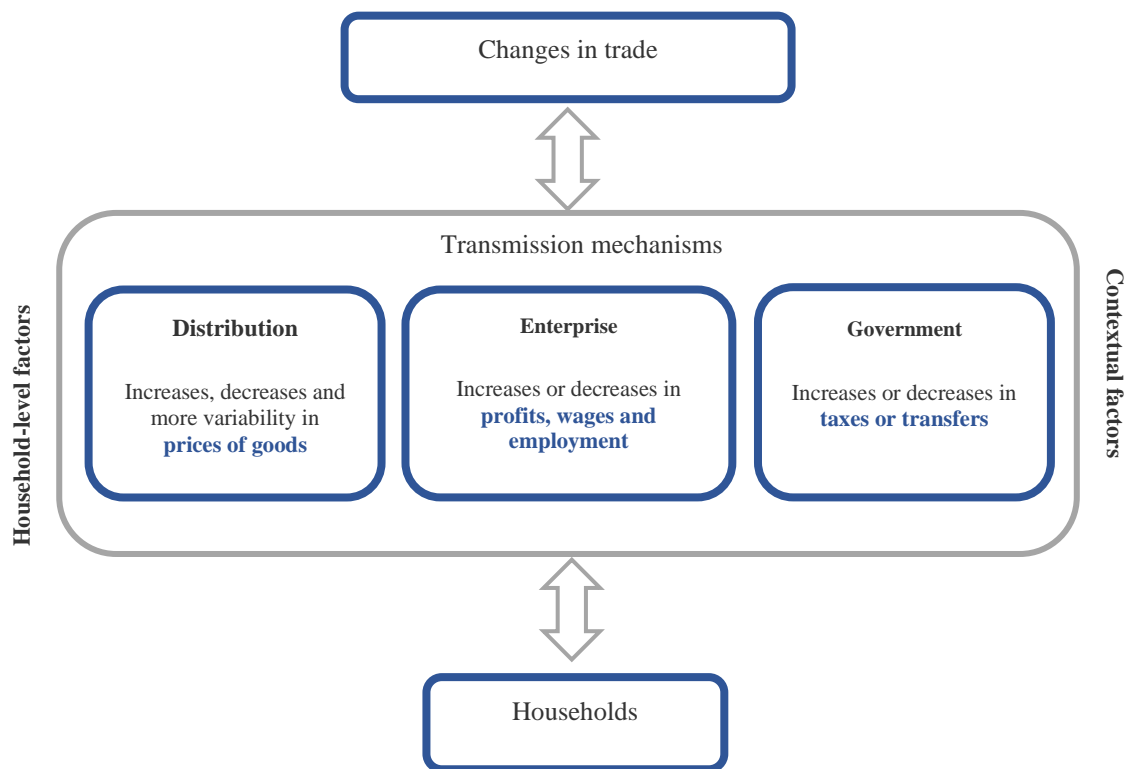 Changes in trade
Transmission mechanisms
Household-level factors
Distribution
Increases, decreases and
more variability in
prices of goods
Enterprise
Increases or decreases in
profits, wages and
employment
Government
Increases or decreases in
taxes or transfers
Contextual factors
Households